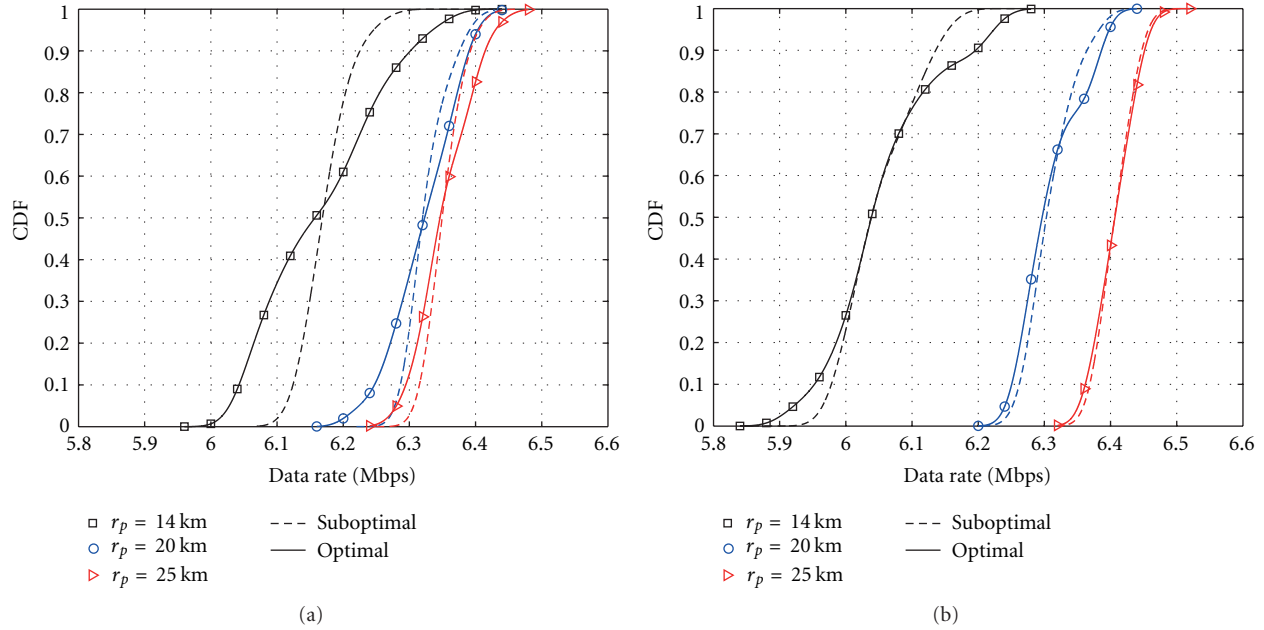 1
0.9
0.8
0.7
0.6
0.5
0.4
0.3
0.2
0.1
0
CDF
5.8 5.9 6 6.1 6.2 6.3 6.4 6.5 6.6
Data rate (Mbps)
r_p = 14 km
r_p = 20 km
r_p = 25 km
Suboptimal
Optimal
(a)
1
0.9
0.8
0.7
0.6
0.5
0.4
0.3
0.2
0.1
0
CDF
5.8 5.9 6 6.1 6.2 6.3 6.4 6.5 6.6
Data rate (Mbps)
r_p = 14 km
r_p = 20 km
r_p = 25 km
Suboptimal
Optimal
(b)